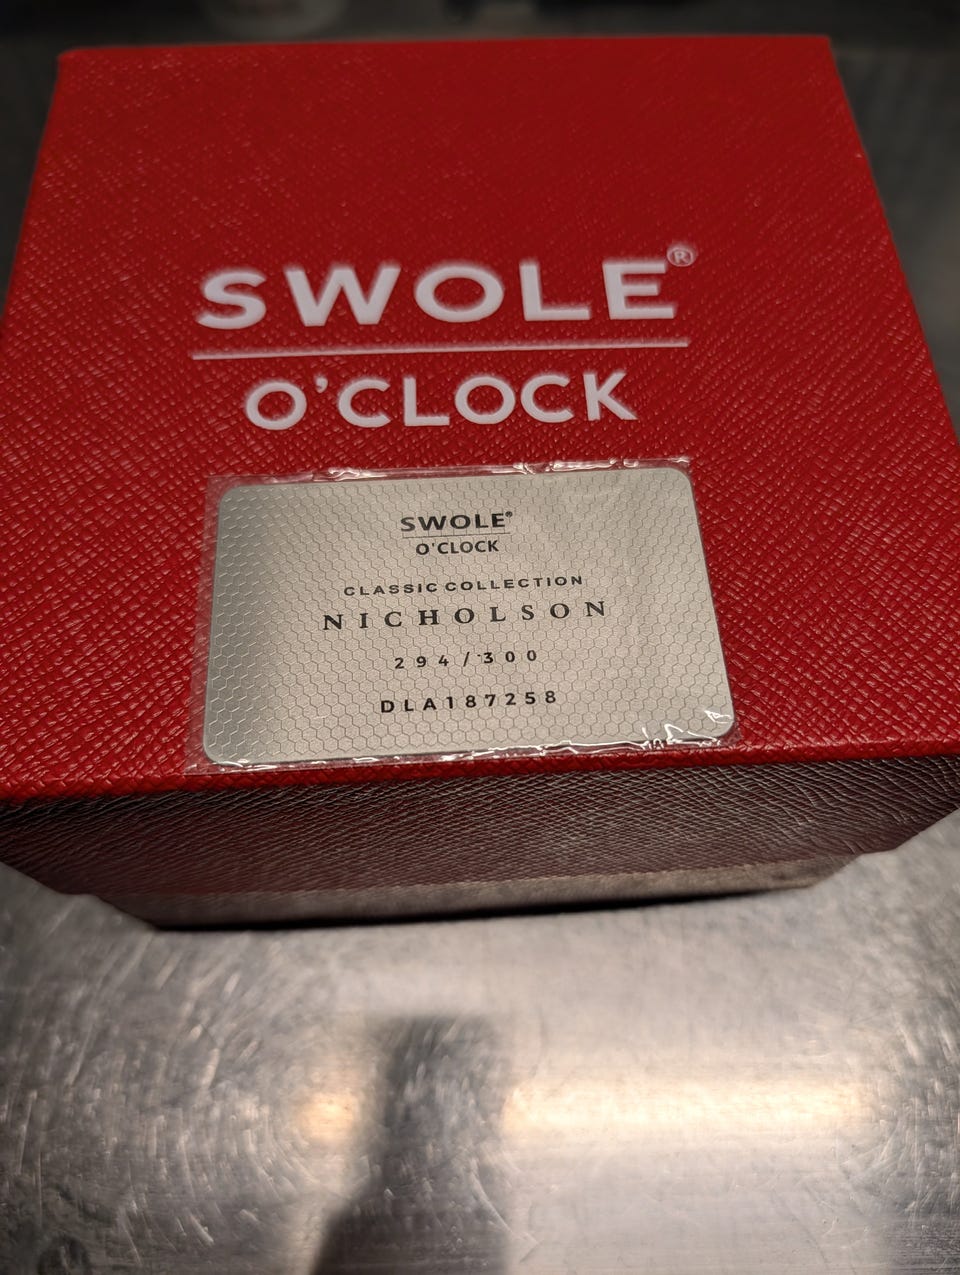 SWOLE®
O'CLOCK
SWOLE®
O'CLOCK
CLASSIC COLLECTION
NICHOLSON
294/300
DLA187258